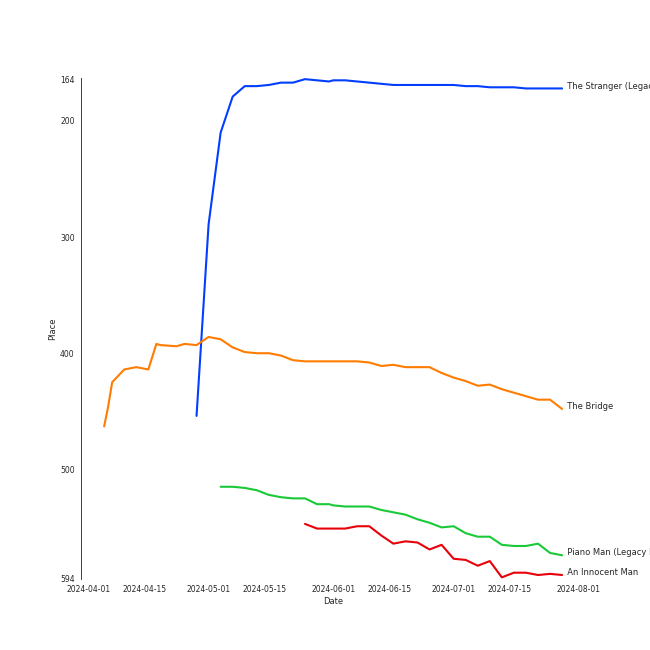 164
The Stranger (Legac
200
300
Place
400
The Bridge
500
Piano Man (Legacy
An Innocent Man
594
2024-04-01 2024-04-15 2024-05-01 2024-05-15 2024-06-01 2024-06-15 2024-07-01 2024-07-15 2024-08-01
Date